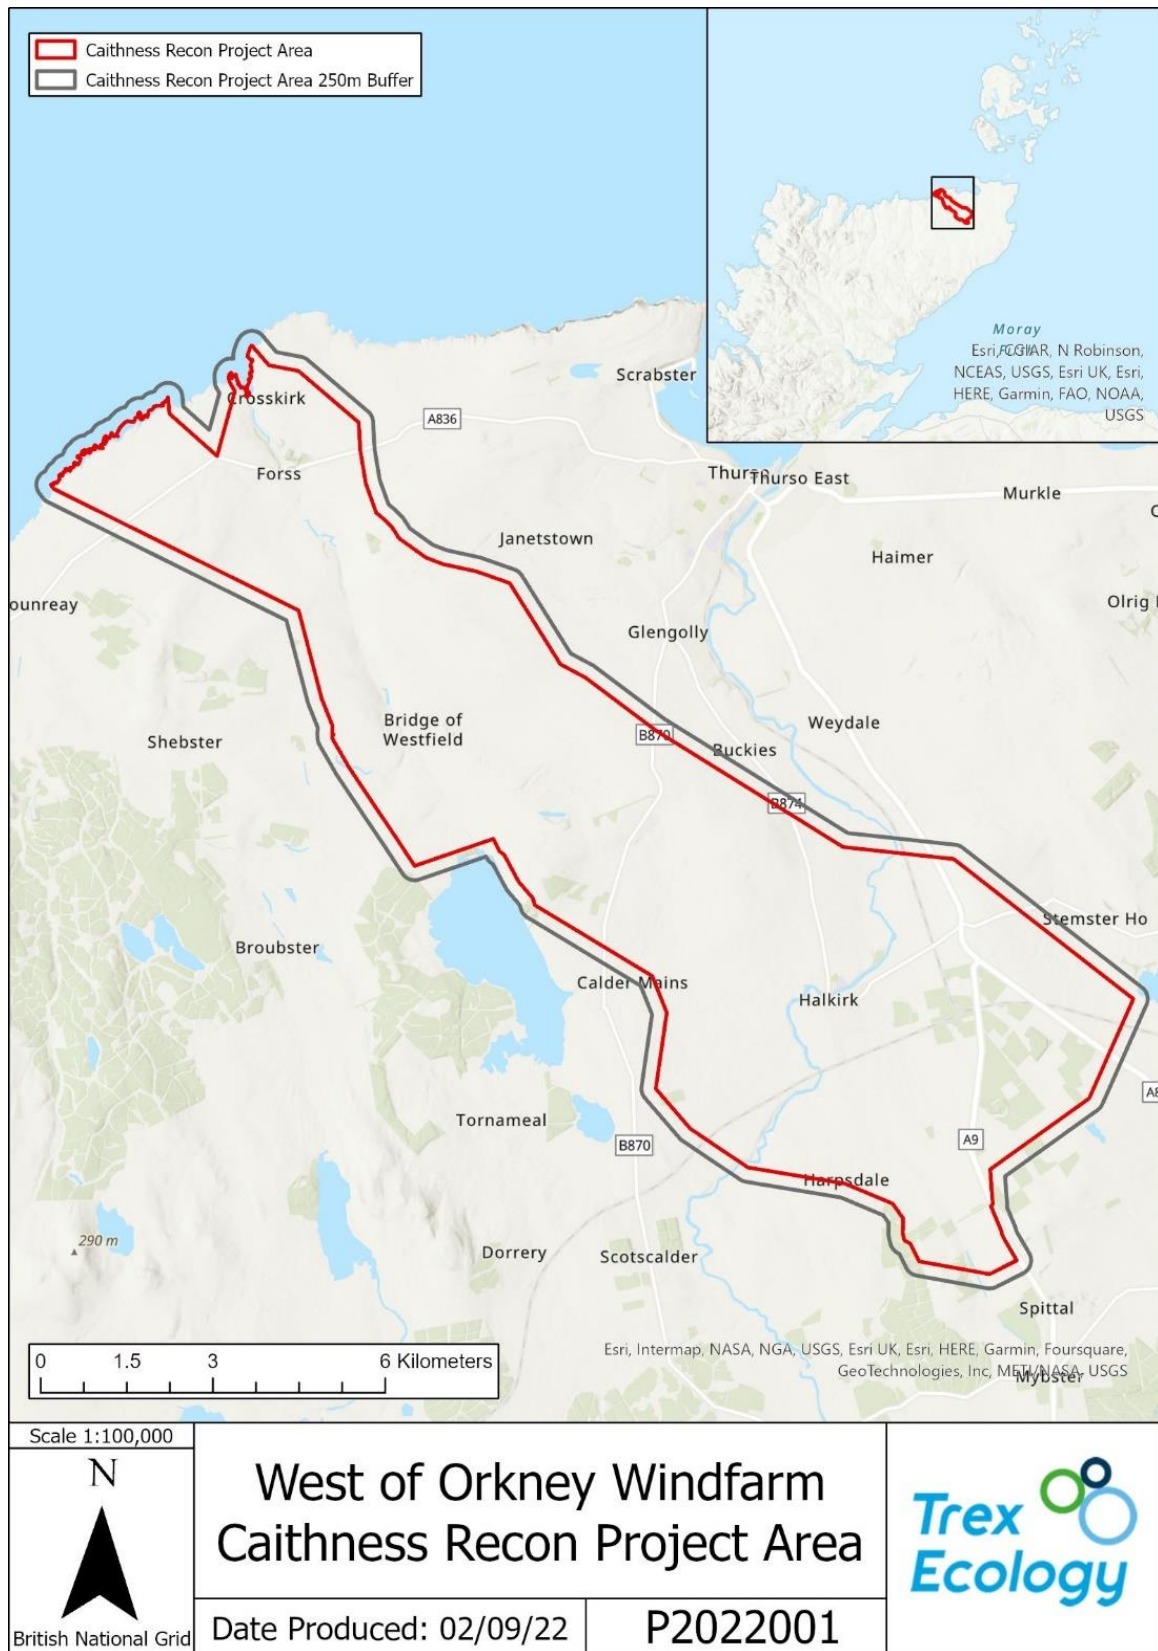 Caithness Recon Project Area
Caithness Recon Project Area 250m Buffer
Moray
Esri, CGIAR, N Robinson,
NCEAS, USGS, Esri UK, Esri,
HERE, Garmin, FAO, NOAA,
USGS
Scrabster
Crosskirk
A836
Forss
Thurso
Thurso East
Murkle
Janetstown
Haimer
ounreay
Olrig
Glengolly
Bridge of
Westfield
Weydale
Shebster
B870
Buckies
B874
Stemster Ho
Broubster
Calder Mains
Halkirk
Tornameal
A9
B870
Harpsdale
290 m
Dorrery
Scotscalder
Spittal
Esri, Intermap, NASA, NGA, USGS, Esri UK, Esri, HERE, Garmin, Foursquare,
GeoTechnologies, Inc, METI/NASA, USGS
Mybster
0 1.5 3 6 Kilometers
Scale 1:100,000
N
British National Grid
West of Orkney Windfarm
Caithness Recon Project Area
Date Produced: 02/09/22
P2022001
Trex
Ecology